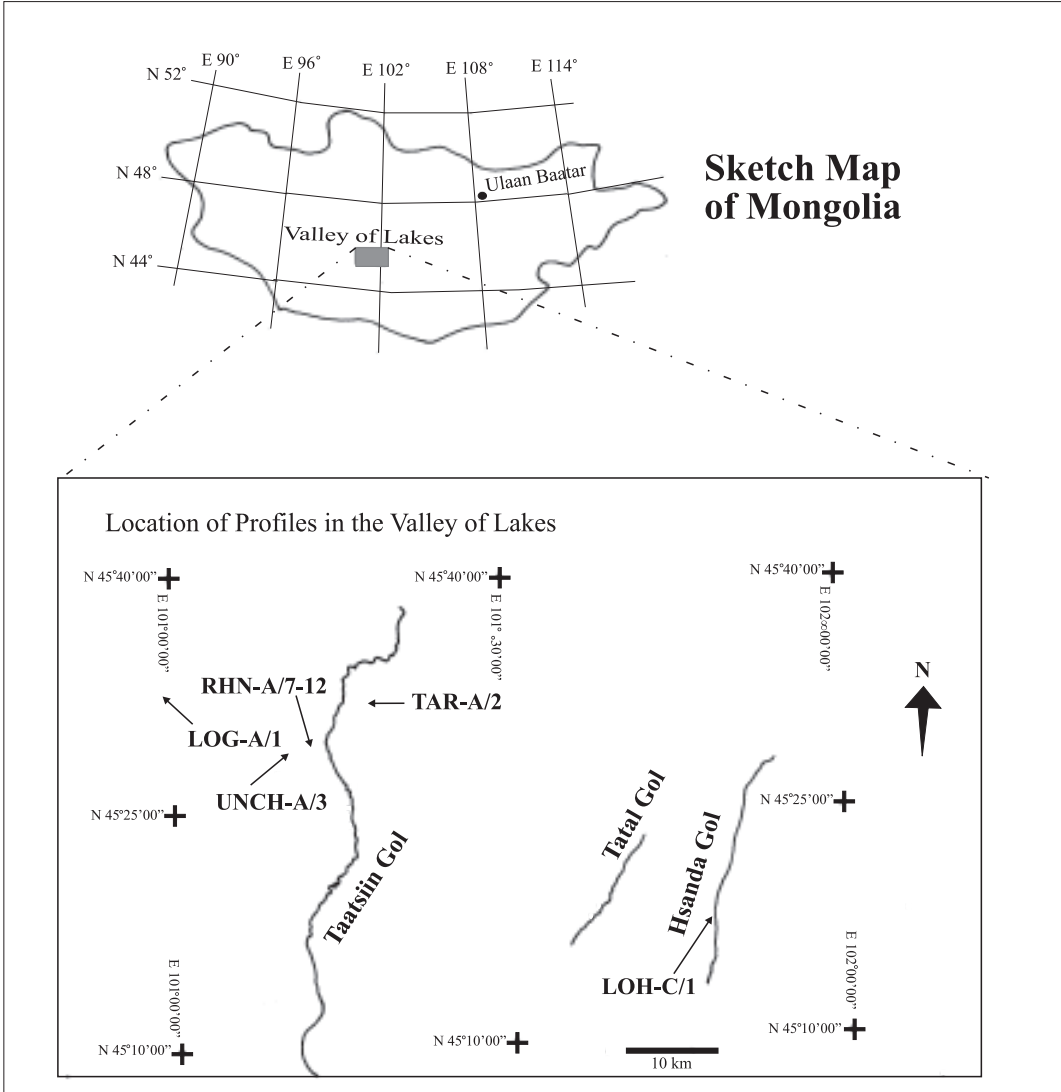 E 90°
E 96°
E 102°
E 108°
E 114°
N 52°
Sketch Map
of Mongolia
N 48°
Ulaan Baatar
Valley of Lakes
N 44°
Location of Profiles in the Valley of Lakes
N 45°40'00”
N 45°40'00”
N 45°40'00”
E 101°00'00”
E 101° °30'00”
E 102∞00'00”
N
RHN-A/7-12
TAR-A/2
LOG-A/1
UNCH-A/3
N 45°25'00”
N 45°25'00”
Taatsiin Gol
Tatal Gol
Hsanda Gol
LOH-C/1
E 101°00'00”
E 102°00'00”
N 45°10'00”
N 45°10'00”
N 45°10'00”
10 km